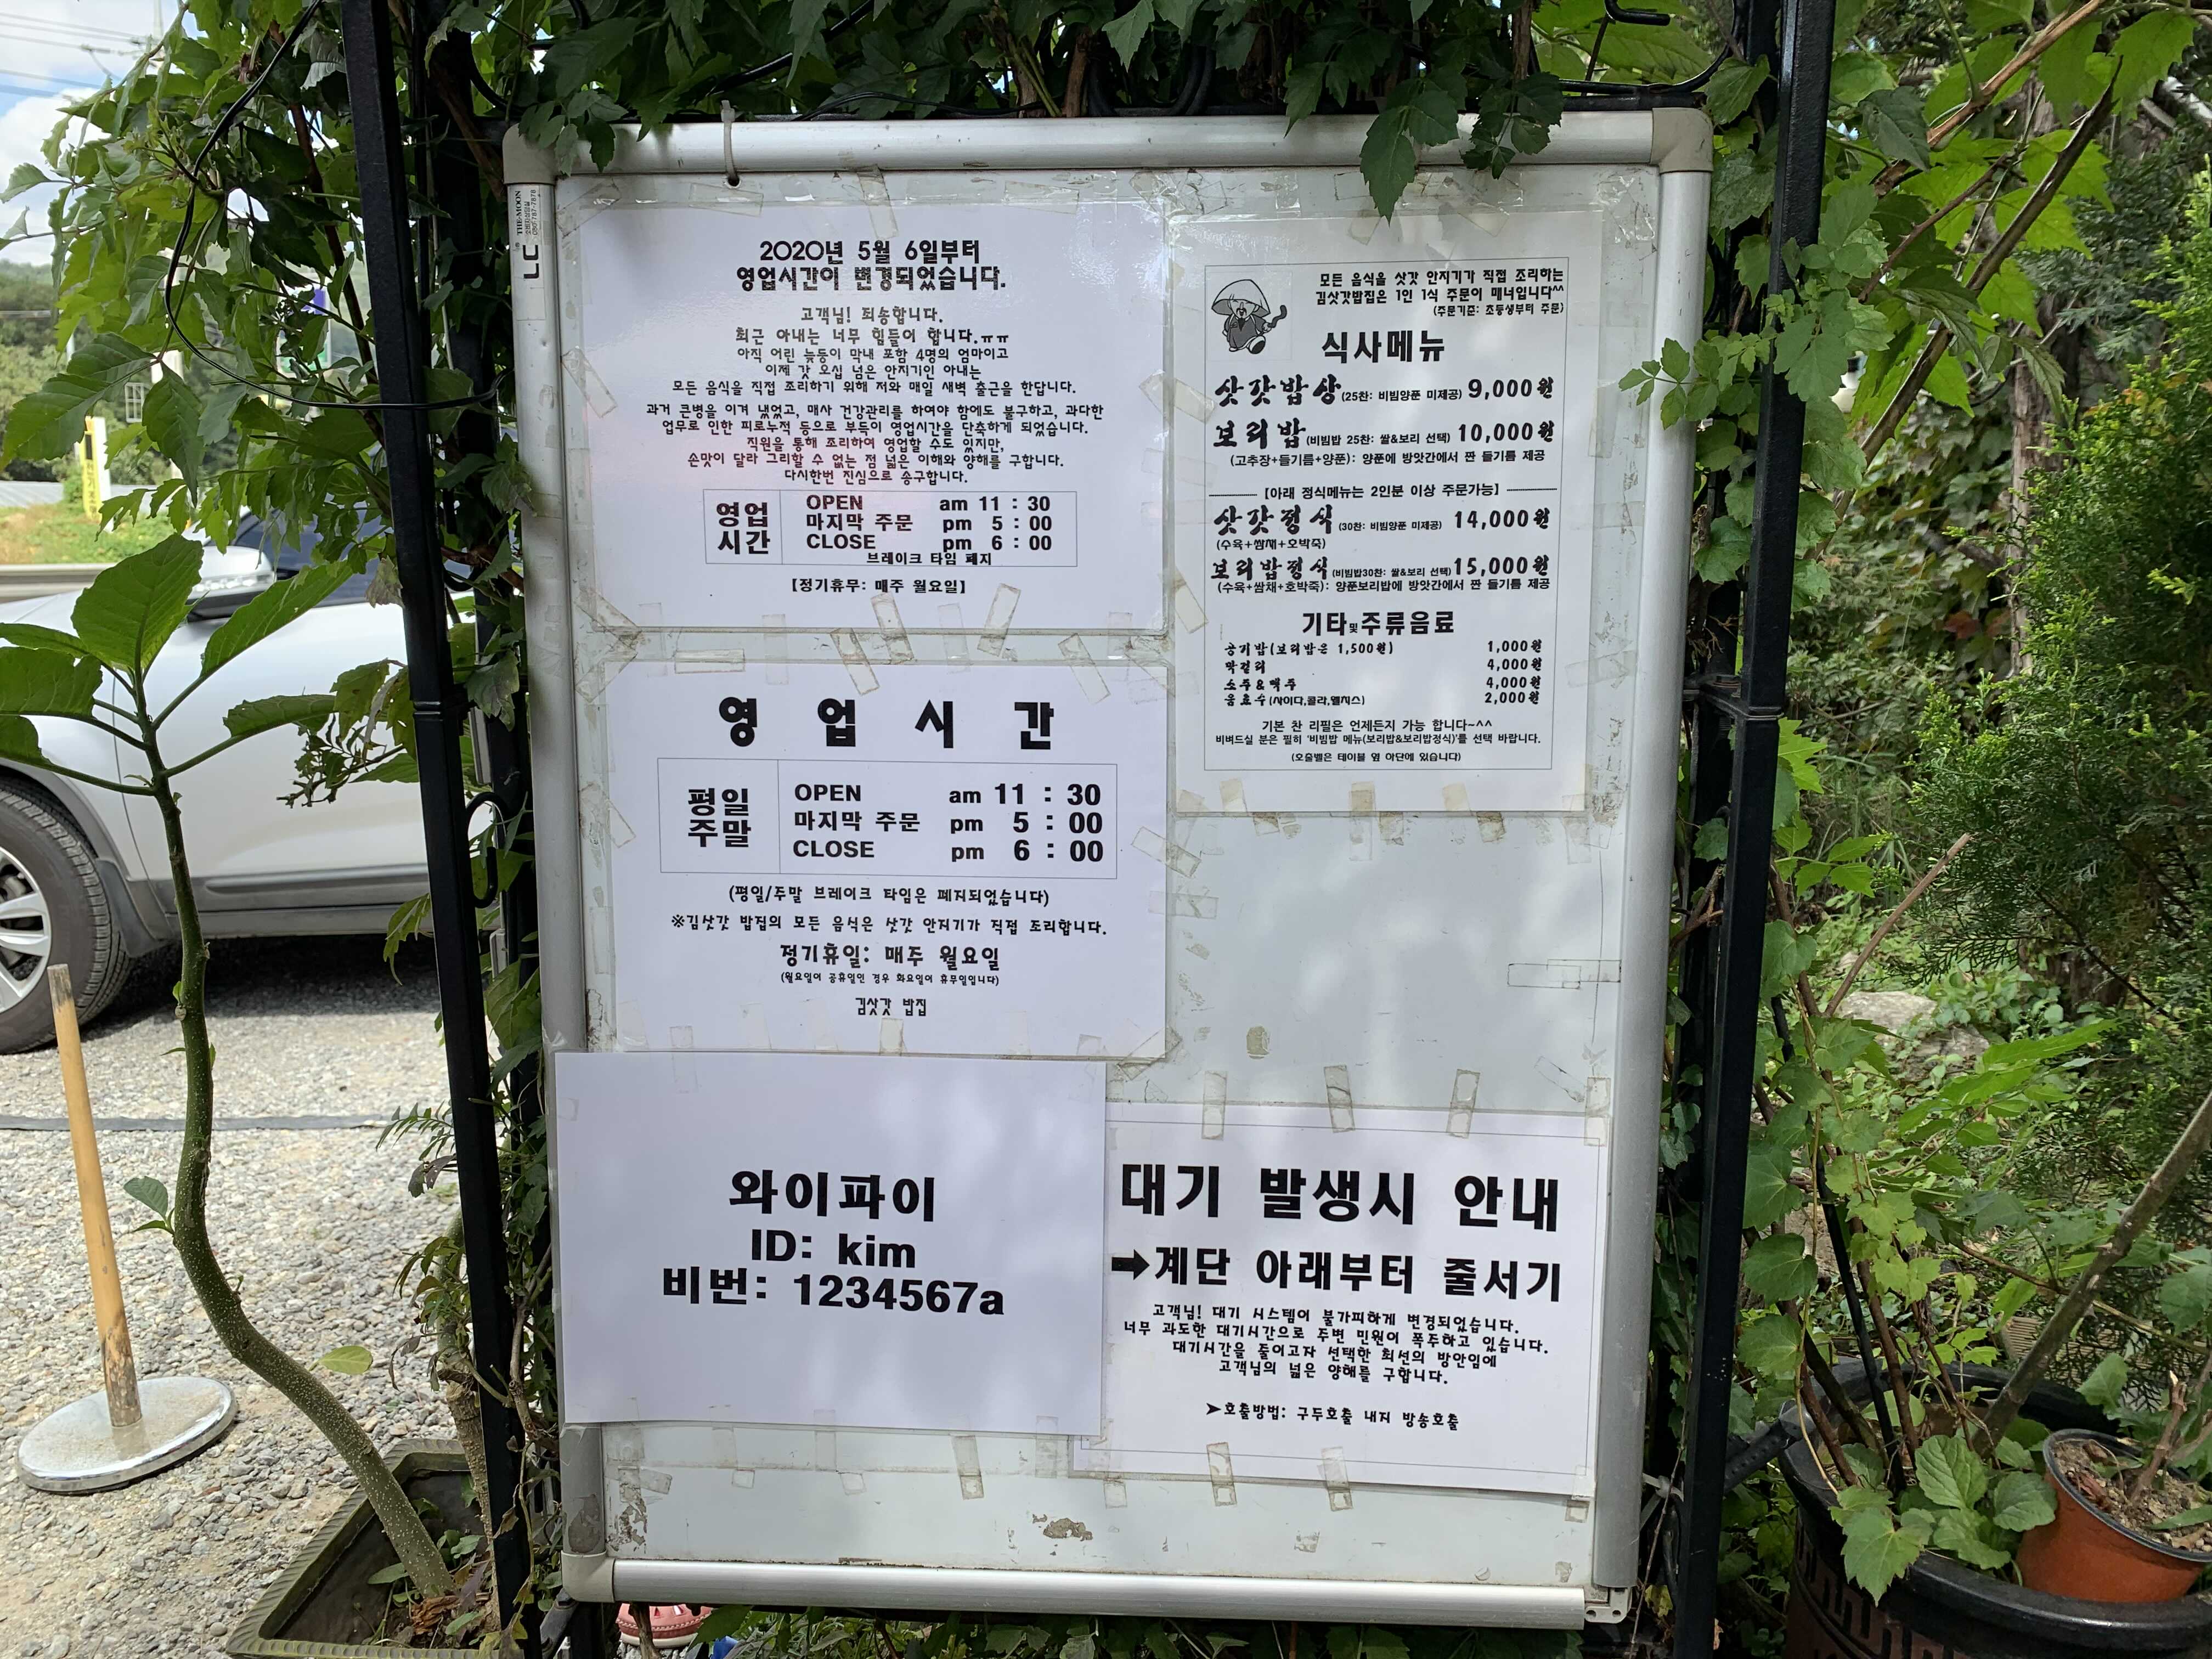 2020년 5월 6일부터
영업시간이 변경되었습니다.
고객님! 죄송합니다.
최근 아내는 너무 힘들어 합니다.ㅠㅠ
아직 어린 늦둥이 막내 포함 4명의 엄마이고
이제 갓 오십 넘은 안지기인 아내는
모든 음식을 직접 조리하기 위해 저와 매일 새벽 출근을 한답니다.
과거 큰병을 이겨 냈었고, 매사 건강관리를 하여야 함에도 불구하고, 과다한
업무로 인한 피로누적 등으로 부득이 영업시간을 단축하게 되었습니다.
직원을 통해 조리하여 영업할 수도 있지만,
손맛이 달라 그리할 수 없는 점 넓은 이해와 양해를 구합니다.
다시한번 진심으로 송구합니다.
영업시간
OPEN am 11 : 30
마지막 주문 pm 5 : 00
CLOSE pm 6 : 00
브레이크 타임 폐지
[정기휴무: 매주 월요일]
모든 음식을 삿갓 안지기가 직접 조리하는
김삿갓밥집은 1인 1식 주문이 매너입니다^^
(주문기준: 초등생부터 주문)
식사메뉴
삿갓밥상(25찬: 비빔양푼 미제공) 9,000원
보리밥(비빔밥 25찬: 쌀&보리 선택) 10,000원
(고추장+들기름+양푼): 양푼에 방앗간에서 짠 들기름 제공
[아래 정식메뉴는 2인분 이상 주문가능]
삿갓정식(30찬: 비빔양푼 미제공) 14,000원
(수육+쌈채+호박죽)
보리밥정식(비빔밥30찬: 쌀&보리 선택) 15,000원
(수육+쌈채+호박죽): 양푼보리밥에 방앗간에서 짠 들기름 제공
기타및주류음료
공기밥(보리밥은 1,500원) 1,000원
막걸리 4,000원
소주&맥주 4,000원
음료수(사이다,콜라,웰치스) 2,000원
기본 찬 리필은 언제든지 가능 합니다~^^
비벼드실 분은 필히 '비빔밥 메뉴(보리밥&보리밥정식)'를 선택 바랍니다.
(호출벨은 테이블 옆 하단에 있습니다)
영 업 시 간
평일
주말
OPEN am 11 : 30
마지막 주문 pm 5 : 00
CLOSE pm 6 : 00
(평일/주말 브레이크 타임은 폐지되었습니다)
※김삿갓 밥집의 모든 음식은 삿갓 안지기가 직접 조리합니다.
정기휴일: 매주 월요일
(월요일이 공휴일인 경우 화요일이 휴무일입니다)
김삿갓 밥집
와이파이
ID: kim
비번: 1234567a
대기 발생시 안내
➡계단 아래부터 줄서기
고객님! 대기 시스템이 불가피하게 변경되었습니다.
너무 과도한 대기시간으로 주변 민원이 폭주하고 있습니다.
대기시간을 줄이고자 선택한 최선의 방안임에
고객님의 넓은 양해를 구합니다.
➤호출방법: 구두호출 내지 방송호출